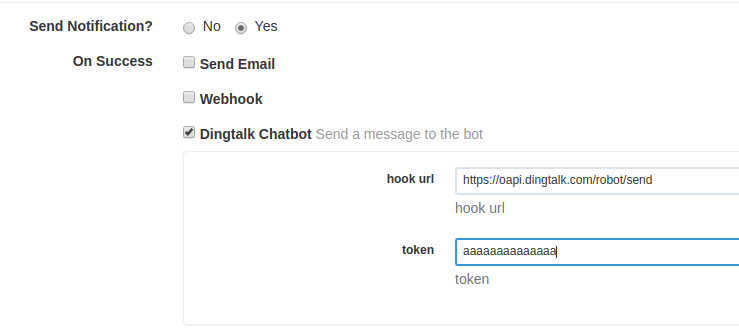 Send Notification? No Yes
On Success Send Email
Webhook
Dingtalk Chatbot Send a message to the bot
hook url https://oapi.dingtalk.com/robot/send
hook url
token aaaaaaaaaaaaaa
token